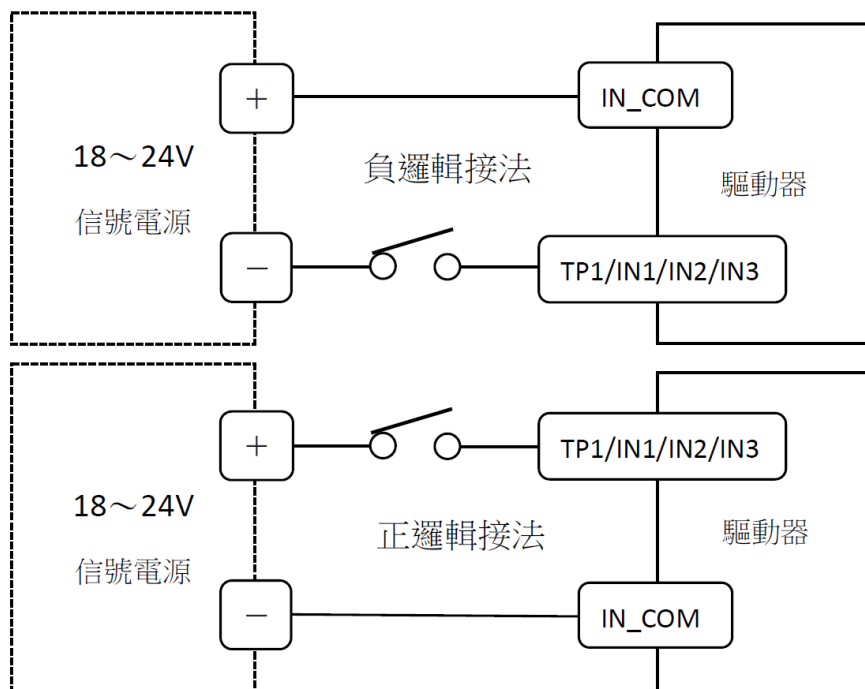 +
IN_COM
18～24V
負邏輯接法
驅動器
信號電源
－
TP1/IN1/IN2/IN3
+
TP1/IN1/IN2/IN3
18～24V
正邏輯接法
驅動器
信號電源
－
IN_COM